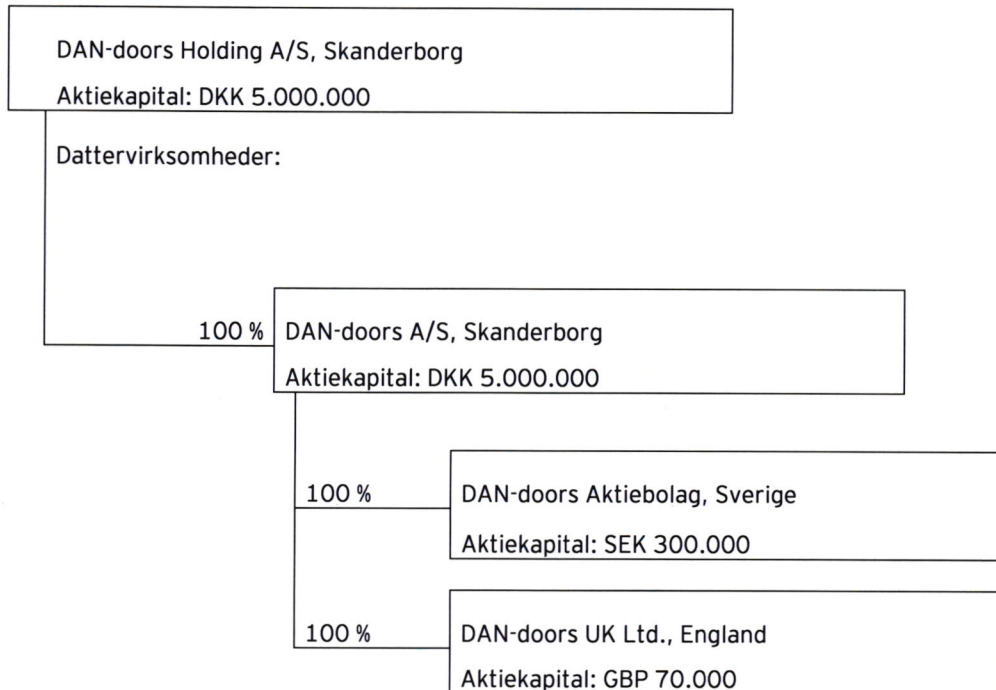 DAN-doors Holding A/S, Skanderborg
Aktiekapital: DKK 5.000.000
Dattervirksomheder:
100 % DAN-doors A/S, Skanderborg
Aktiekapital: DKK 5.000.000
100 % DAN-doors Aktiebolag, Sverige
Aktiekapital: SEK 300.000
100 % DAN-doors UK Ltd., England
Aktiekapital: GBP 70.000